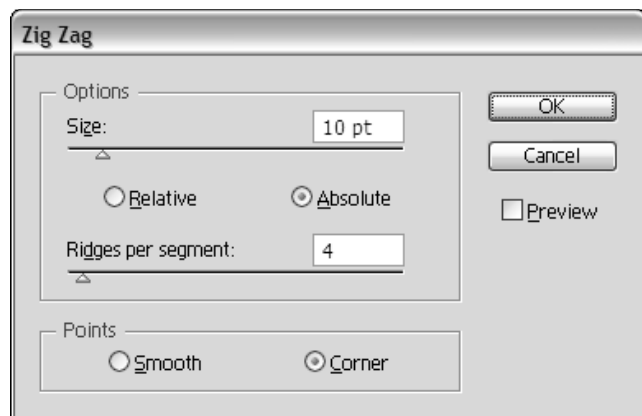 Zig Zag
Options
Size: 10 pt
Relative Absolute
Ridges per segment: 4
Points
Smooth Corner
OK
Cancel
Preview